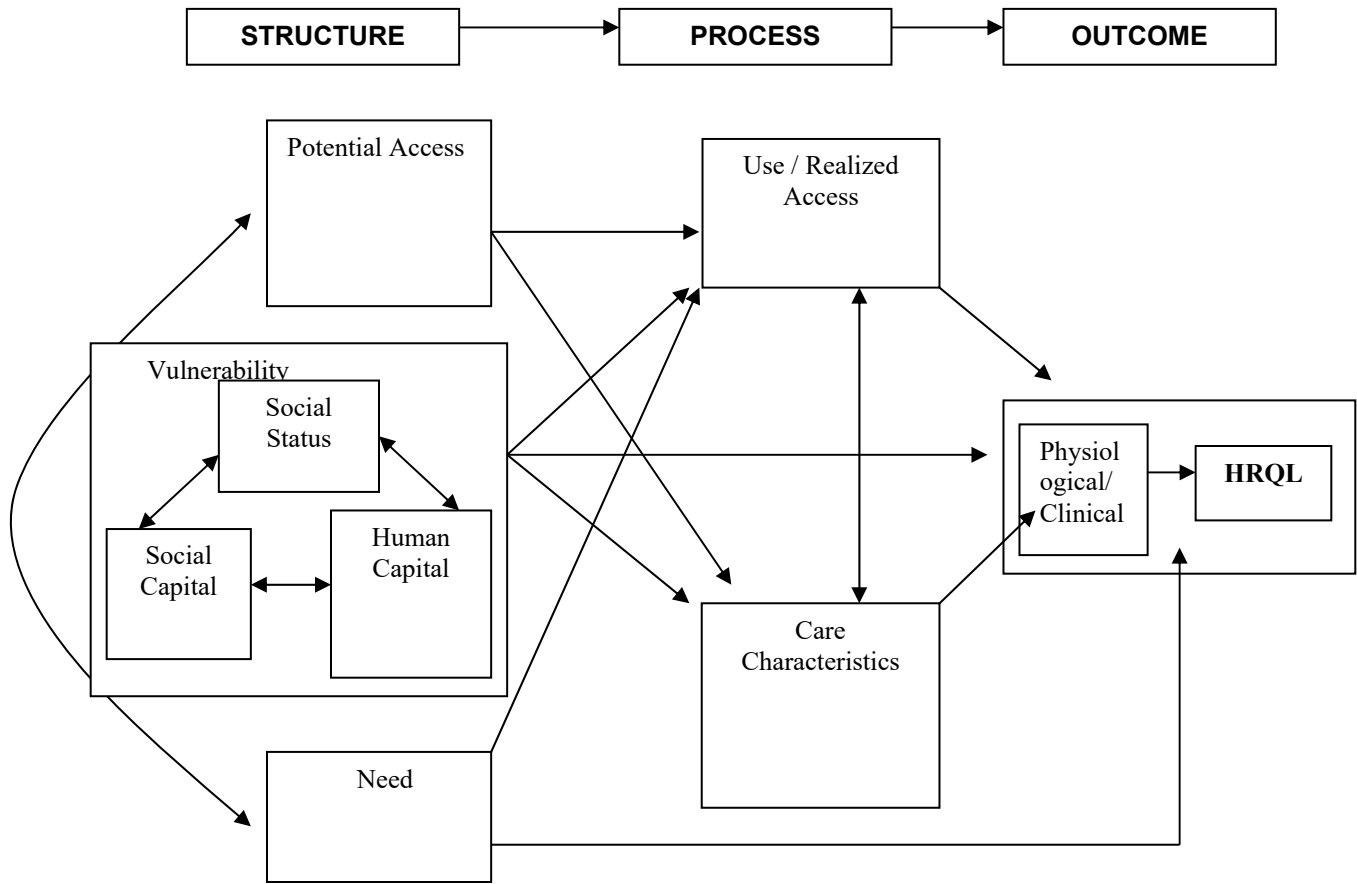 STRUCTURE
PROCESS
OUTCOME
Potential Access
Use / Realized
Access
Vulnerability
Social
Status
Social
Capital
Human
Capital
Physiol
ogical/
Clinical
HRQL
Care
Characteristics
Need